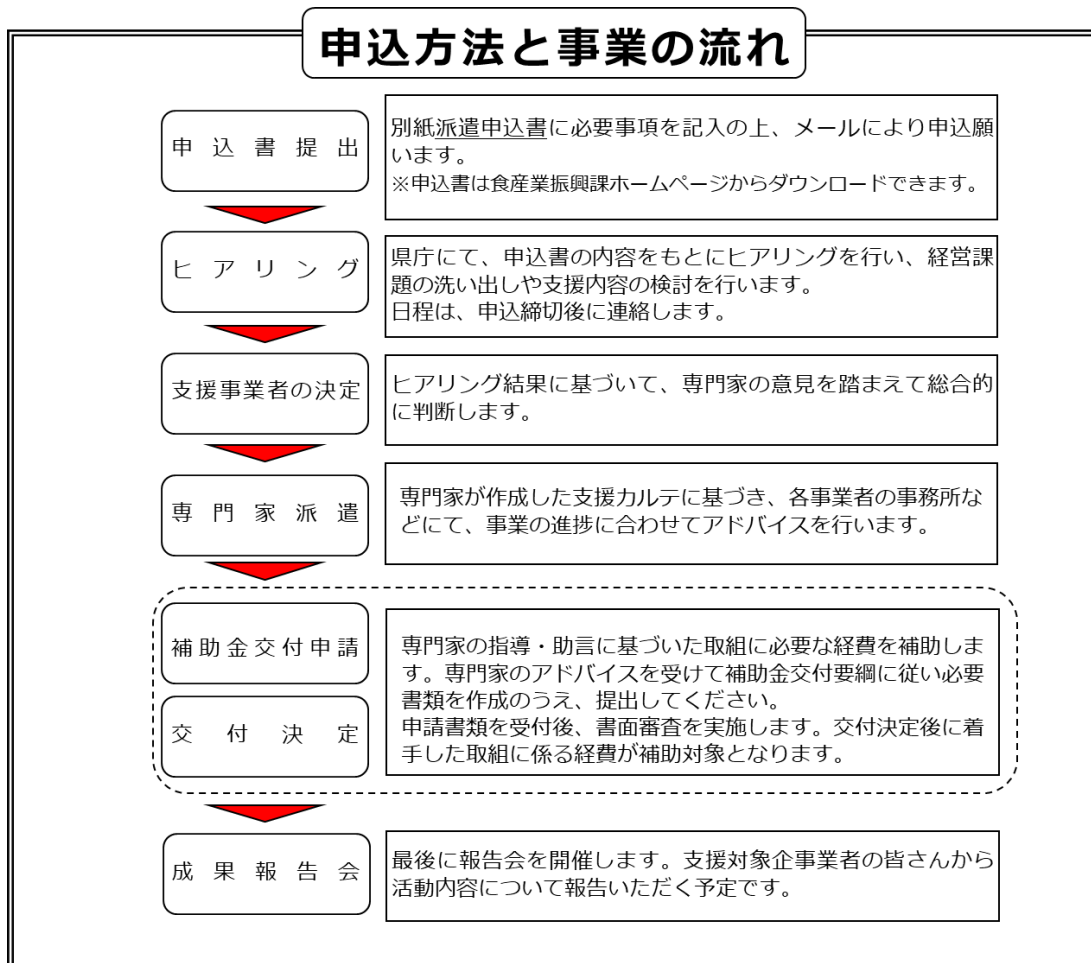 申込方法と事業の流れ
申込書提出
別紙派遣申込書に必要事項を記入の上、メールにより申込願
います。
※申込書は食産業振興課ホームページからダウンロードできます。
ヒアリング
県庁にて、申込書の内容をもとにヒアリングを行い、経営課
題の洗い出しや支援内容の検討を行います。
日程は、申込締切後に連絡します。
支援事業者の決定
ヒアリング結果に基づいて、専門家の意見を踏まえて総合的
に判断します。
専門家派遣
専門家が作成した支援カルテに基づき、各事業者の事務所な
どにて、事業の進捗に合わせてアドバイスを行います。
補助金交付申請
交付決定
専門家の指導・助言に基づいた取組に必要な経費を補助しま
す。専門家のアドバイスを受けて補助金交付要綱に従い必要
書類を作成のうえ、提出してください。
申請書類を受付後、書面審査を実施します。交付決定後に着
手した取組に係る経費が補助対象となります。
成果報告会
最後に報告会を開催します。支援対象企事業者の皆さんから
活動内容について報告いただく予定です。